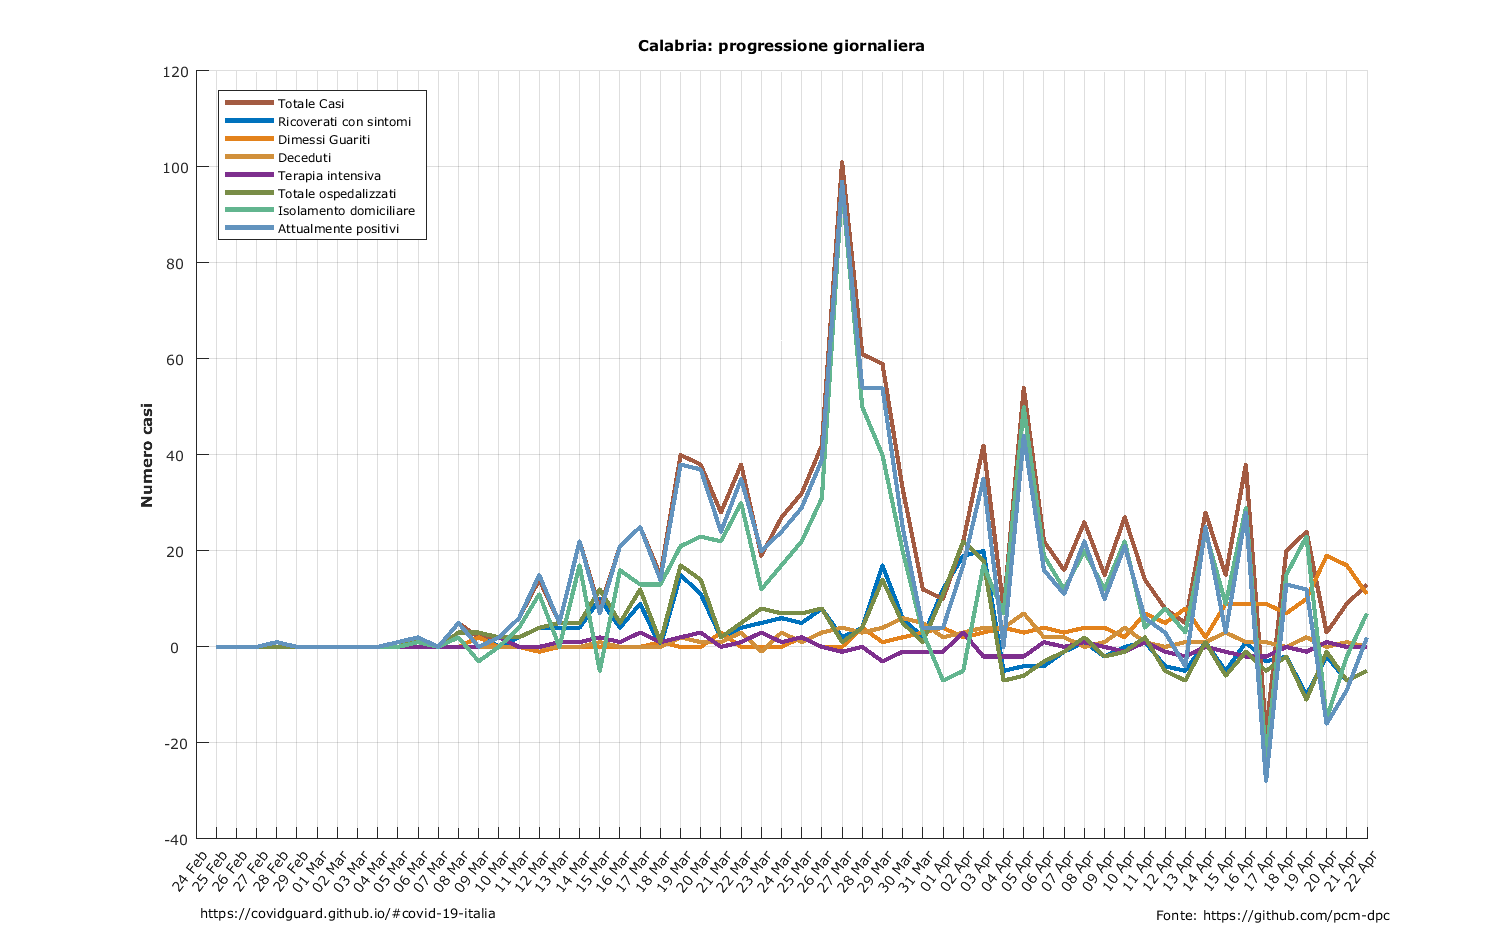 Calabria: progressione giornaliera
120
100
80
60
40
20
0
-20
-40
Numero casi
Totale Casi
Ricoverati con sintomi
Dimessi Guariti
Deceduti
Terapia intensiva
Totale ospedalizzati
Isolamento domiciliare
Attualmente positivi
24 Feb
25 Feb
26 Feb
27 Feb
28 Feb
29 Feb
01 Mar
02 Mar
03 Mar
04 Mar
05 Mar
06 Mar
07 Mar
08 Mar
09 Mar
10 Mar
11 Mar
12 Mar
13 Mar
14 Mar
15 Mar
16 Mar
17 Mar
18 Mar
19 Mar
20 Mar
21 Mar
22 Mar
23 Mar
24 Mar
25 Mar
26 Mar
27 Mar
28 Mar
29 Mar
30 Mar
31 Mar
01 Apr
02 Apr
03 Apr
04 Apr
05 Apr
06 Apr
07 Apr
08 Apr
09 Apr
10 Apr
11 Apr
12 Apr
13 Apr
14 Apr
15 Apr
16 Apr
17 Apr
18 Apr
19 Apr
20 Apr
21 Apr
22 Apr
https://covidguard.github.io/#covid-19-italia
Fonte: https://github.com/pcm-dpc